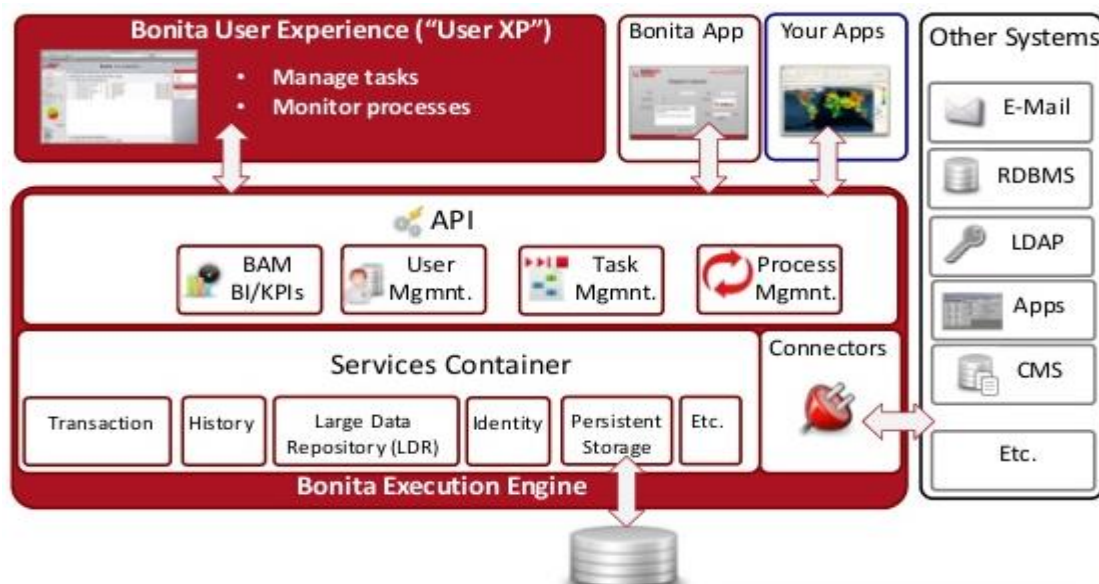 Bonita User Experience (“User XP”)
• Manage tasks
• Monitor processes
Bonita App
Your Apps
Other Systems
E-Mail
RDBMS
LDAP
Apps
CMS
Etc.
API
BAM
BI/KPIs
User
Mgmnt.
Task
Mgmnt.
Process
Mgmnt.
Services Container
Connectors
Transaction
History
Large Data
Repository (LDR)
Identity
Persistent
Storage
Etc.
Bonita Execution Engine